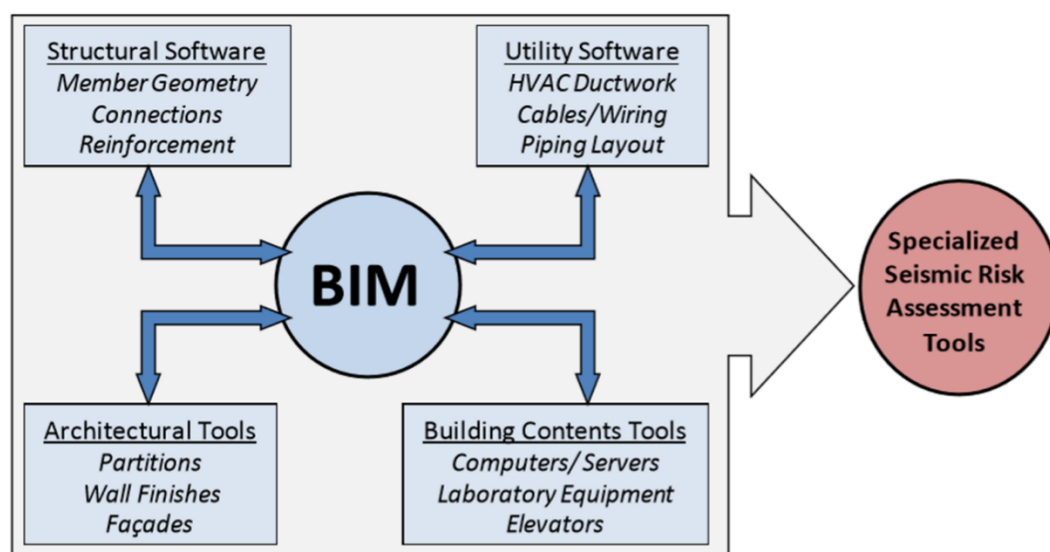 Structural Software
Member Geometry
Connections
Reinforcement
Utility Software
HVAC Ductwork
Cables/Wiring
Piping Layout
BIM
Specialized
Seismic Risk
Assessment
Tools
Architectural Tools
Partitions
Wall Finishes
Façades
Building Contents Tools
Computers/ Servers
Laboratory Equipment
Elevators